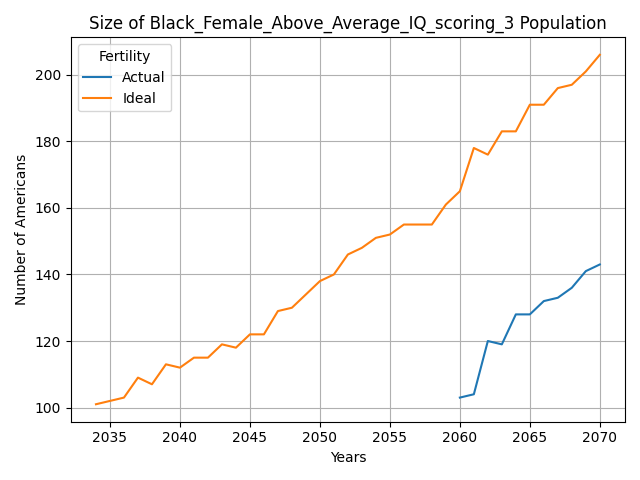 Size of Black_Female_Above_Average_IQ_scoring_3 Population
Fertility
Actual
Ideal
Number of Americans
200
180
160
140
120
100
2035 2040 2045 2050 2055 2060 2065 2070
Years